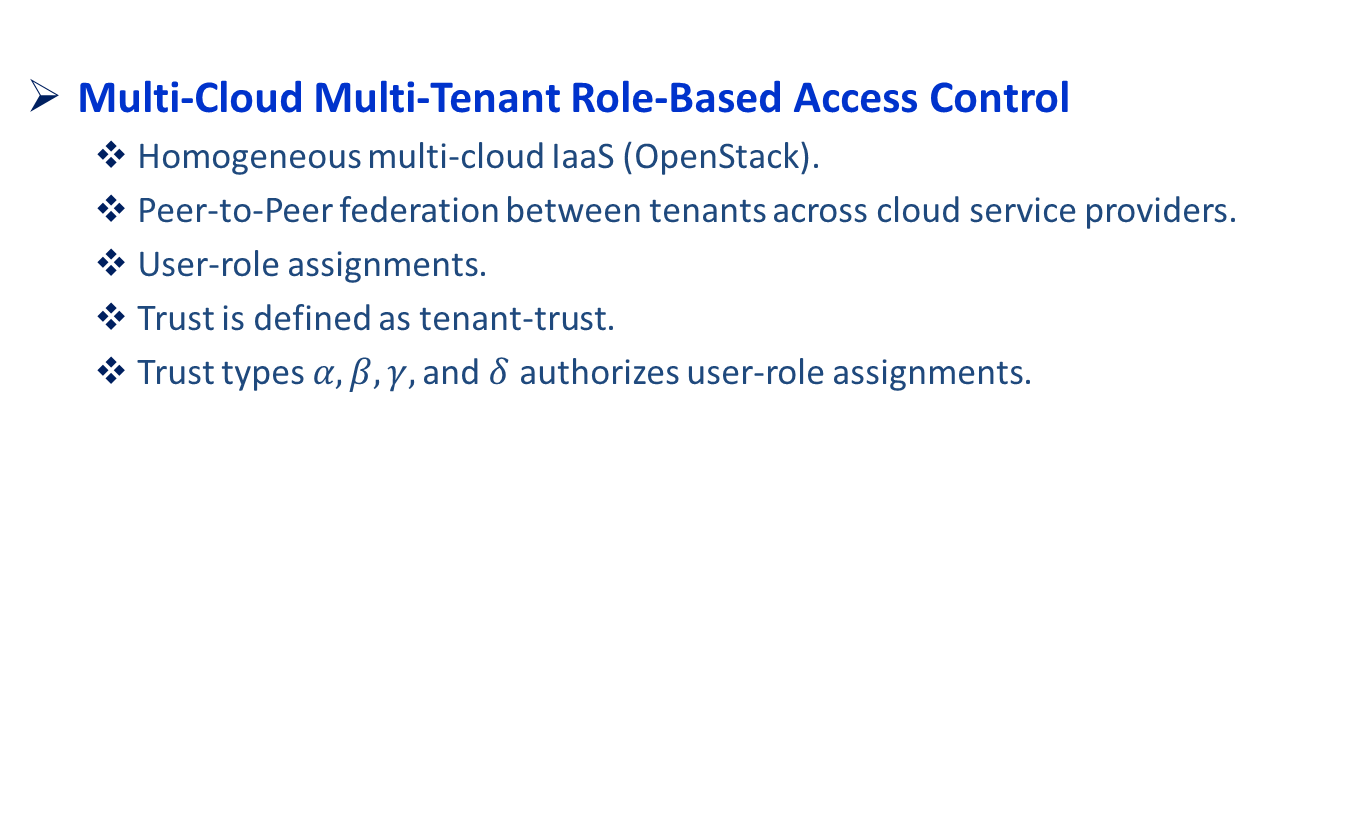 ➢ Multi-Cloud Multi-Tenant Role-Based Access Control
❖ Homogeneous multi-cloud IaaS (OpenStack).
❖ Peer-to-Peer federation between tenants across cloud service providers.
❖ User-role assignments.
❖ Trust is defined as tenant-trust.
❖ Trust types 𝛼, 𝛽, 𝛾, and 𝛿 authorizes user-role assignments.